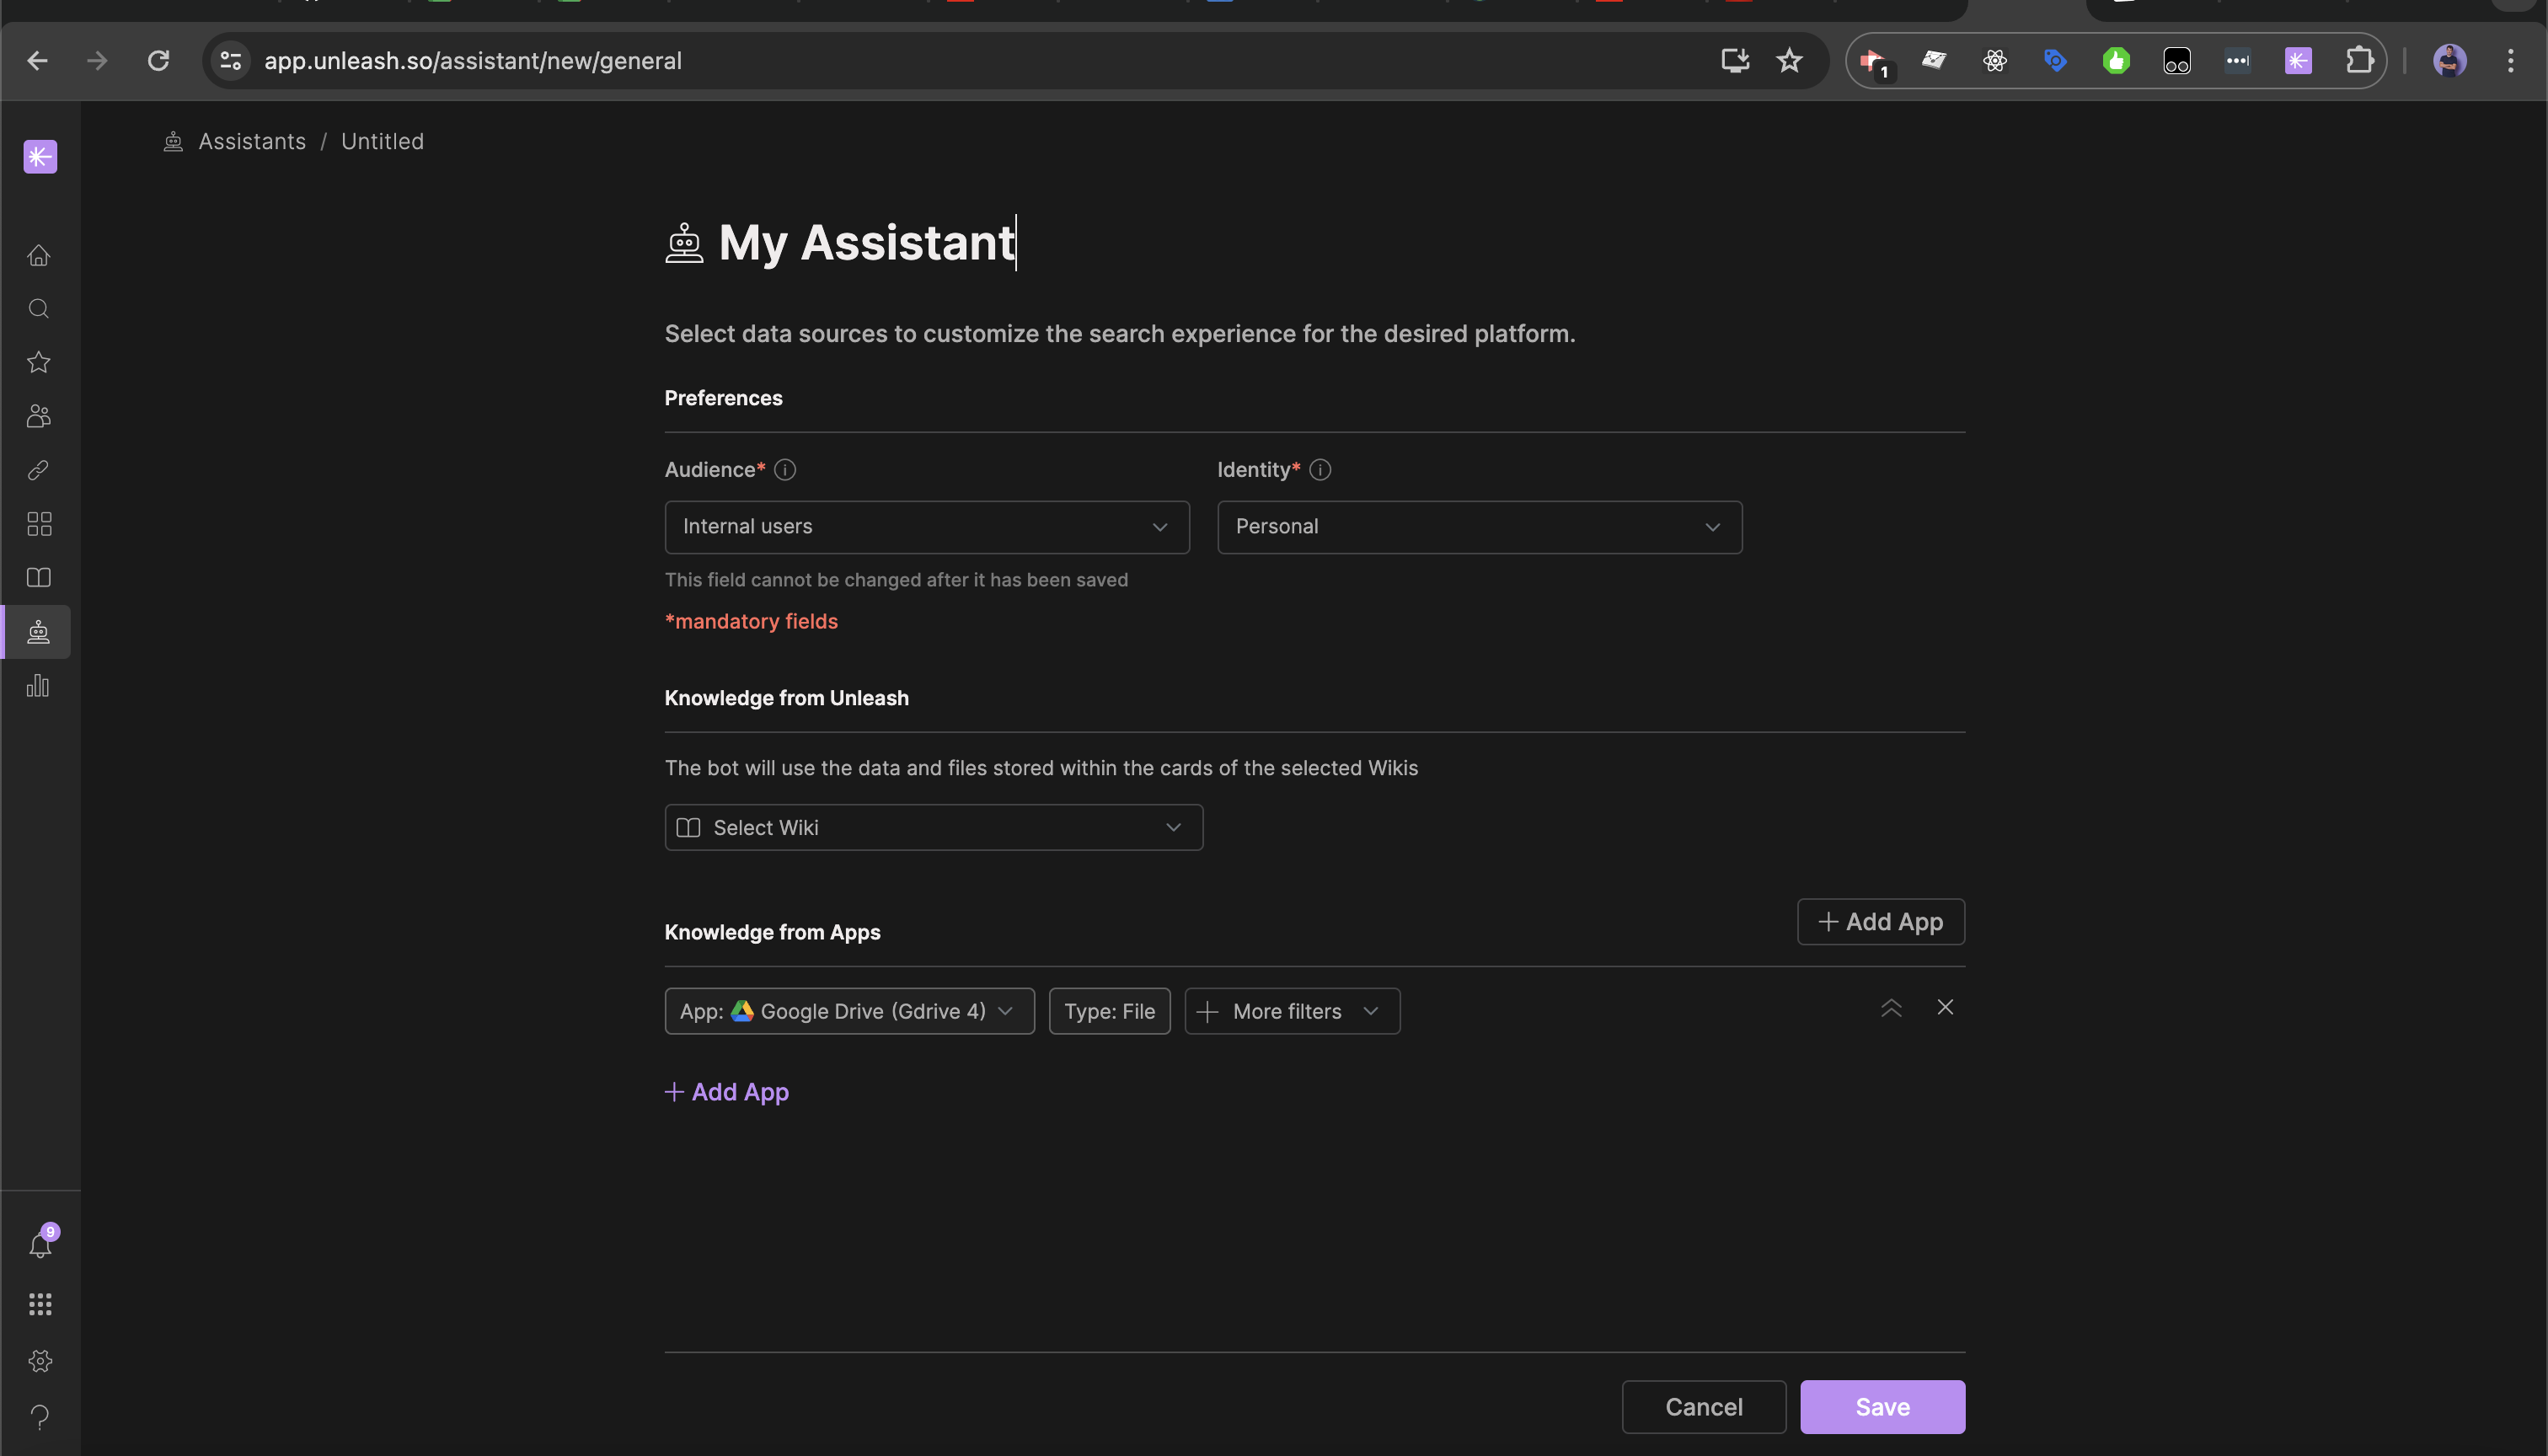 app.unleash.so/assistant/new/general
1
Assistants / Untitled
My Assistant
Select data sources to customize the search experience for the desired platform.
Preferences
Audience*
Identity*
Internal users
Personal
This field cannot be changed after it has been saved
*mandatory fields
Knowledge from Unleash
The bot will use the data and files stored within the cards of the selected Wikis
Select Wiki
Knowledge from Apps
+ Add App
App: Google Drive (Gdrive 4)
Type: File
+ More filters
+ Add App
9
Cancel
Save